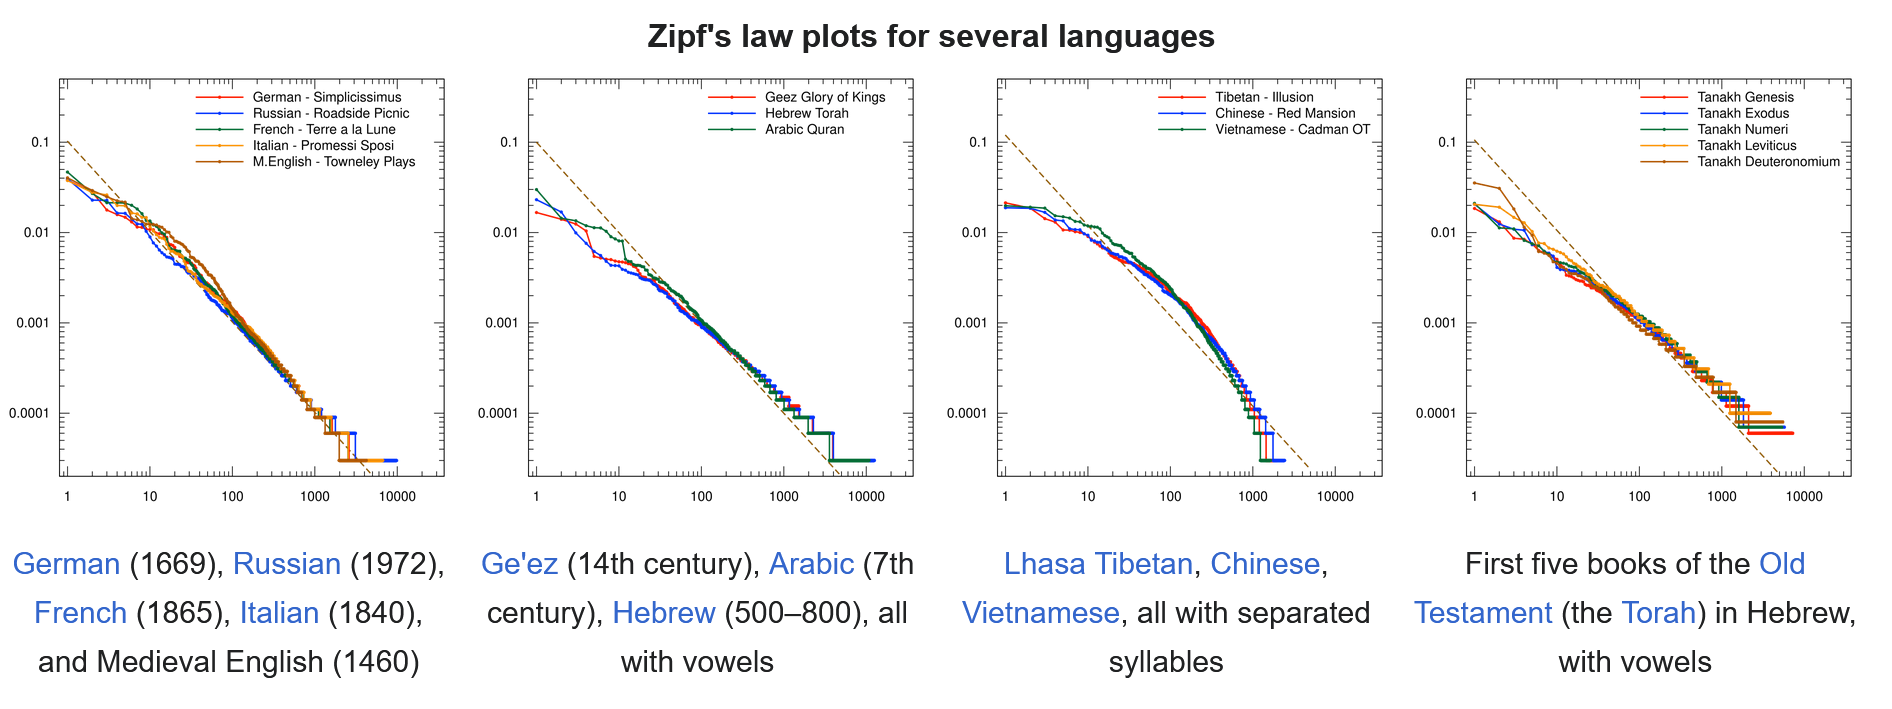 Zipf's law plots for several languages
German - Simplicissimus
Russian - Roadside Picnic
French - Terre a la Lune
Italian - Promessi Sposi
M.English - Towneley Plays
0.1
0.01
0.001
0.0001
1 10 100 1000 10000
German (1669), Russian (1972),
French (1865), Italian (1840),
and Medieval English (1460)
Geez Glory of Kings
Hebrew Torah
Arabic Quran
0.1
0.01
0.001
0.0001
1 10 100 1000 10000
Ge'ez (14th century), Arabic (7th
century), Hebrew (500–800), all
with vowels
Tibetan - Illusion
Chinese - Red Mansion
Vietnamese - Cadman OT
0.1
0.01
0.001
0.0001
1 10 100 1000 10000
Lhasa Tibetan, Chinese,
Vietnamese, all with separated
syllables
Tanakh Genesis
Tanakh Exodus
Tanakh Numeri
Tanakh Leviticus
Tanakh Deuteronomium
0.1
0.01
0.001
0.0001
1 10 100 1000 10000
First five books of the Old
Testament (the Torah) in Hebrew,
with vowels